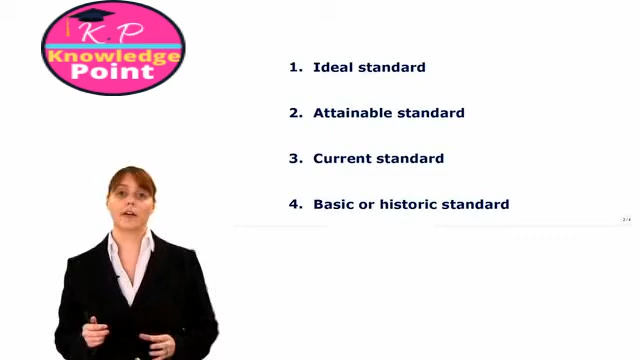 K.P
Knowledge
Point
1. Ideal standard
2. Attainable standard
3. Current standard
4. Basic or historic standard